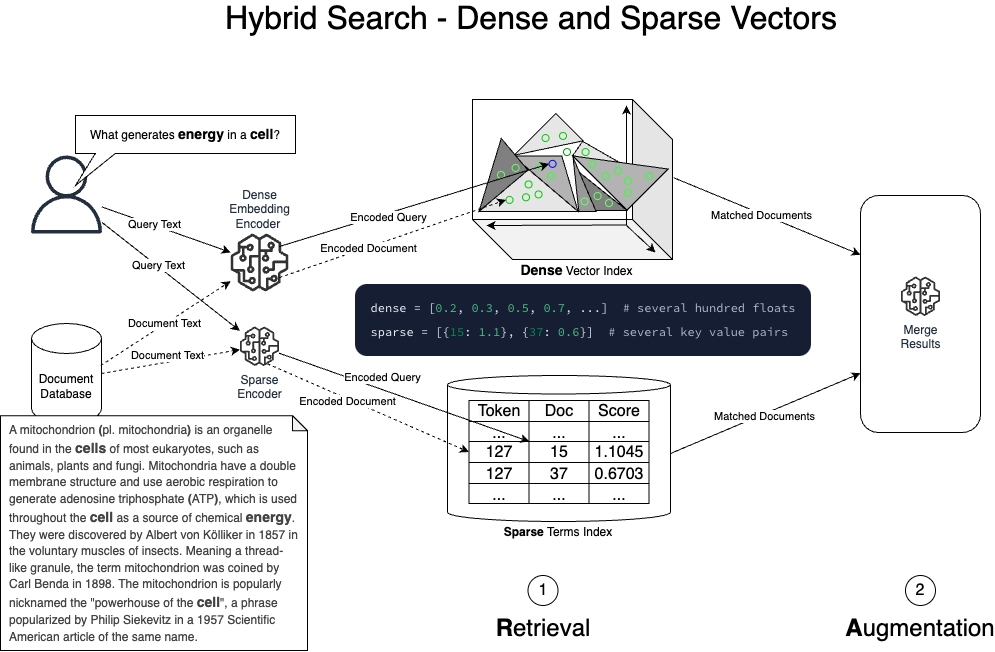 Hybrid Search - Dense and Sparse Vectors
What generates energy in a cell?
Dense
Embedding
Encoder
Query Text
Query Text
Encoded Query
Encoded Document
Matched Documents
Dense Vector Index
dense = [0.2, 0.3, 0.5, 0.7, ...]  # several hundred floats
sparse = [{15: 1.1}, {37: 0.6}]  # several key value pairs
Merge
Results
Document Text
Document Text
Document
Database
Sparse
Encoder
Encoded Query
Encoded Document
Token Doc Score
... ... ...
127 15 1.1045
127 37 0.6703
... ... ...
Matched Documents
Sparse Terms Index
A mitochondrion (pl. mitochondria) is an organelle
found in the cells of most eukaryotes, such as
animals, plants and fungi. Mitochondria have a double
membrane structure and use aerobic respiration to
generate adenosine triphosphate (ATP), which is used
throughout the cell as a source of chemical energy.
They were discovered by Albert von Kölliker in 1857 in
the voluntary muscles of insects. Meaning a thread-
like granule, the term mitochondrion was coined by
Carl Benda in 1898. The mitochondrion is popularly
nicknamed the "powerhouse of the cell", a phrase
popularized by Philip Siekevitz in a 1957 Scientific
American article of the same name.
1
Retrieval
2
Augmentation